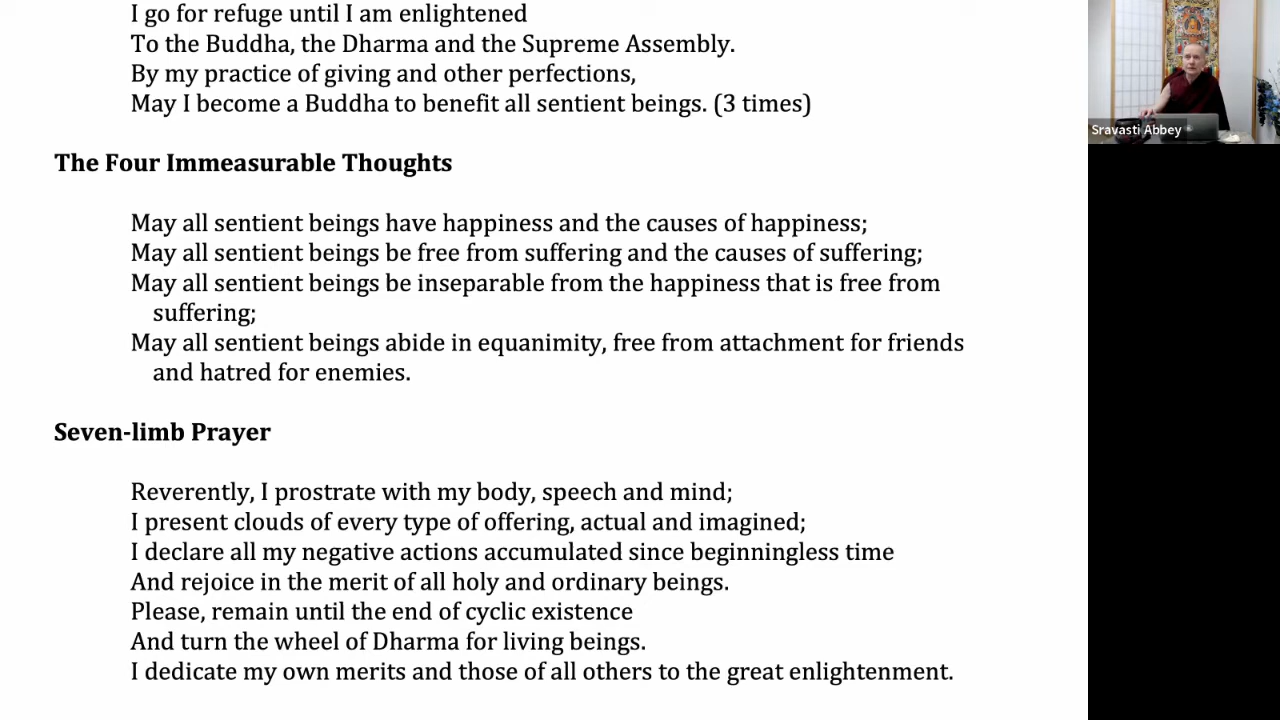 I go for refuge until I am enlightened
To the Buddha, the Dharma and the Supreme Assembly.
By my practice of giving and other perfections,
May I become a Buddha to benefit all sentient beings. (3 times)
The Four Immeasurable Thoughts
May all sentient beings have happiness and the causes of happiness;
May all sentient beings be free from suffering and the causes of suffering;
May all sentient beings be inseparable from the happiness that is free from
suffering;
May all sentient beings abide in equanimity, free from attachment for friends
and hatred for enemies.
Seven-limb Prayer
Reverently, I prostrate with my body, speech and mind;
I present clouds of every type of offering, actual and imagined;
I declare all my negative actions accumulated since beginningless time
And rejoice in the merit of all holy and ordinary beings.
Please, remain until the end of cyclic existence
And turn the wheel of Dharma for living beings.
I dedicate my own merits and those of all others to the great enlightenment.
Sravasti Abbey